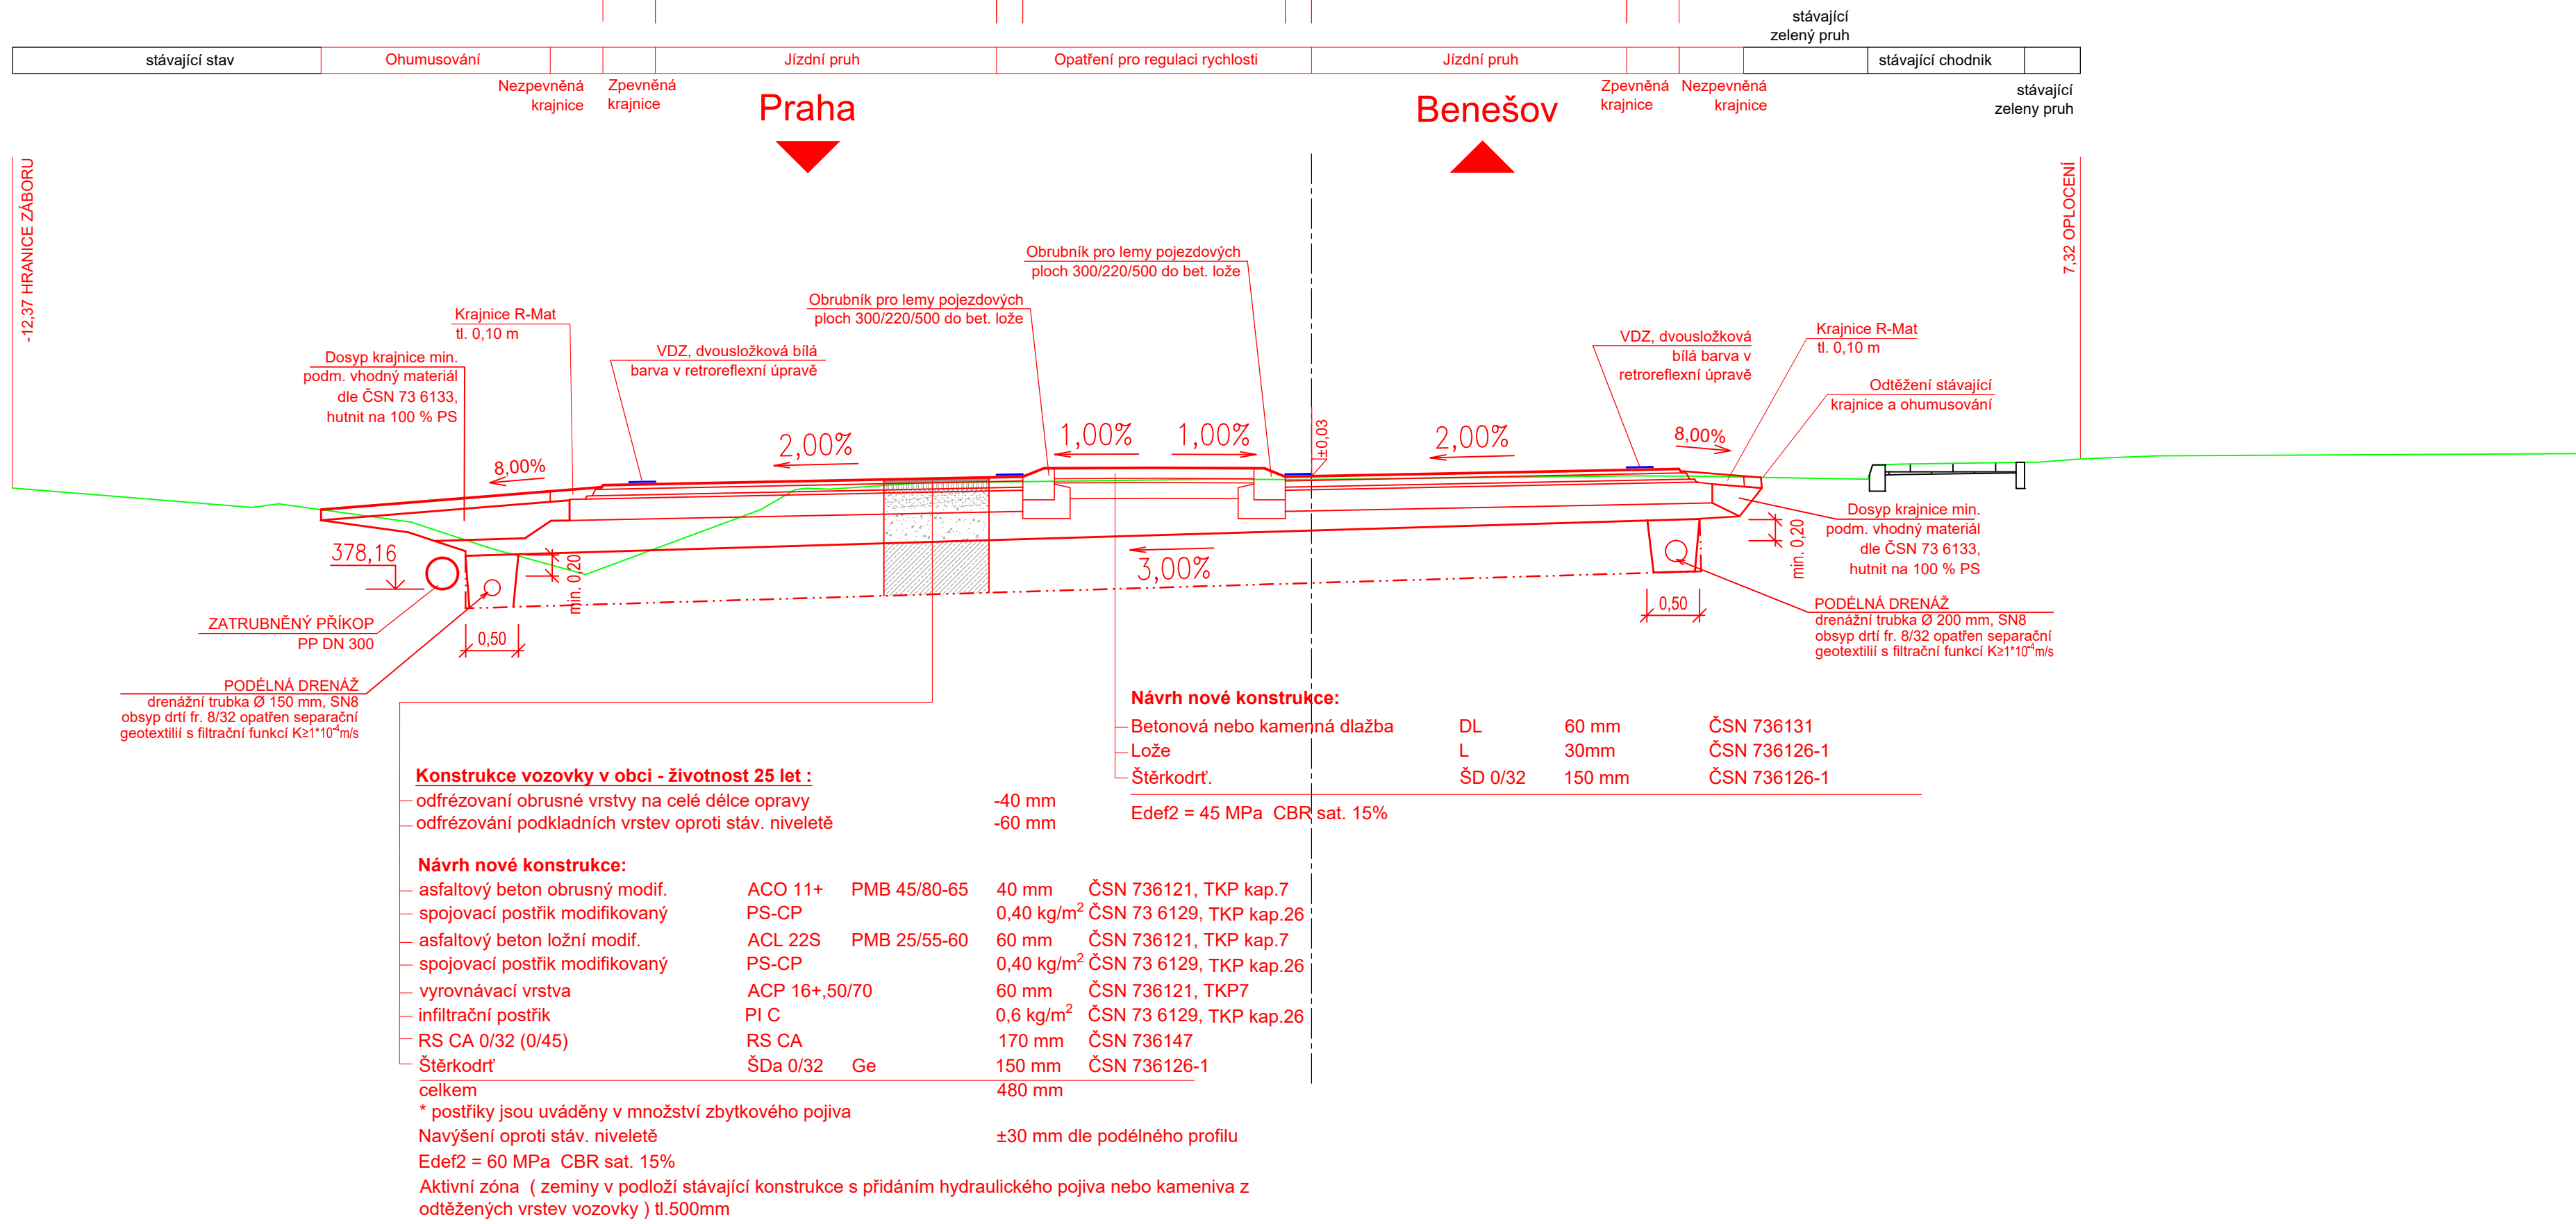 stávající
zelený pruh
stávající stav
Ohumusování
Jízdní pruh
Opatření pro regulaci rychlosti
Jízdní pruh
stávající chodnik
Nezpevněná
krajnice
Zpevněná
krajnice
Zpevněná
krajnice
Nezpevněná
krajnice
stávající
zeleny pruh
Praha
Benešov
-12,37 HRANICE ZÁBORU
7,32 OPLOCENÍ
Obrubník pro lemy pojezdových
ploch 300/220/500 do bet. lože
Obrubník pro lemy pojezdových
ploch 300/220/500 do bet. lože
Krajnice R-Mat
tl. 0,10 m
Dosyp krajnice min.
podm. vhodný materiál
dle ČSN 73 6133,
hutnit na 100 % PS
VDZ, dvousložková bílá
barva v retroreflexní úpravě
VDZ, dvousložková
bílá barva v
retroreflexní úpravě
Krajnice R-Mat
tl. 0,10 m
Odtěžení stávající
krajnice a ohumusování
8,00%
2,00%
1,00%
1,00%
±0,03
2,00%
8,00%
378,16
min. 0,20
3,00%
min. 0,20
Dosyp krajnice min.
podm. vhodný materiál
dle ČSN 73 6133,
hutnit na 100 % PS
ZATRUBNĚNÝ PŘÍKOP
PP DN 300
0,50
0,50
PODÉLNÁ DRENÁŽ
drenážní trubka Ø 200 mm, SN8
obsyp drtí fr. 8/32 opatřen separační
geotextilií s filtrační funkcí K≥1*10⁻⁴m/s
PODÉLNÁ DRENÁŽ
drenážní trubka Ø 150 mm, SN8
obsyp drtí fr. 8/32 opatřen separační
geotextilií s filtrační funkcí K≥1*10⁻⁴m/s
Návrh nové konstrukce:
Betonová nebo kamenná dlažba DL 60 mm ČSN 736131
Lože L 30mm ČSN 736126-1
Štěrkodrť. ŠD 0/32 150 mm ČSN 736126-1
Edef2 = 45 MPa CBR sat. 15%
Konstrukce vozovky v obci - životnost 25 let :
odfrézovaní obrusné vrstvy na celé délce opravy -40 mm
odfrézování podkladních vrstev oproti stáv. niveletě -60 mm
Návrh nové konstrukce:
asfaltový beton obrusný modif. ACO 11+ PMB 45/80-65 40 mm ČSN 736121, TKP kap.7
spojovací postřik modifikovaný PS-CP 0,40 kg/m² ČSN 73 6129, TKP kap.26
asfaltový beton ložní modif. ACL 22S PMB 25/55-60 60 mm ČSN 736121, TKP kap.7
spojovací postřik modifikovaný PS-CP 0,40 kg/m² ČSN 73 6129, TKP kap.26
vyrovnávací vrstva ACP 16+,50/70 60 mm ČSN 736121, TKP7
infiltrační postřik PI C 0,6 kg/m² ČSN 73 6129, TKP kap.26
RS CA 0/32 (0/45) RS CA 170 mm ČSN 736147
Štěrkodrť ŠDa 0/32 Ge 150 mm ČSN 736126-1
celkem 480 mm
* postřiky jsou uváděny v množství zbytkového pojiva
Navýšení oproti stáv. niveletě ±30 mm dle podélného profilu
Edef2 = 60 MPa CBR sat. 15%
Aktivní zóna ( zeminy v podloží stávající konstrukce s přidáním hydraulického pojiva nebo kameniva z
odtěžených vrstev vozovky ) tl.500mm